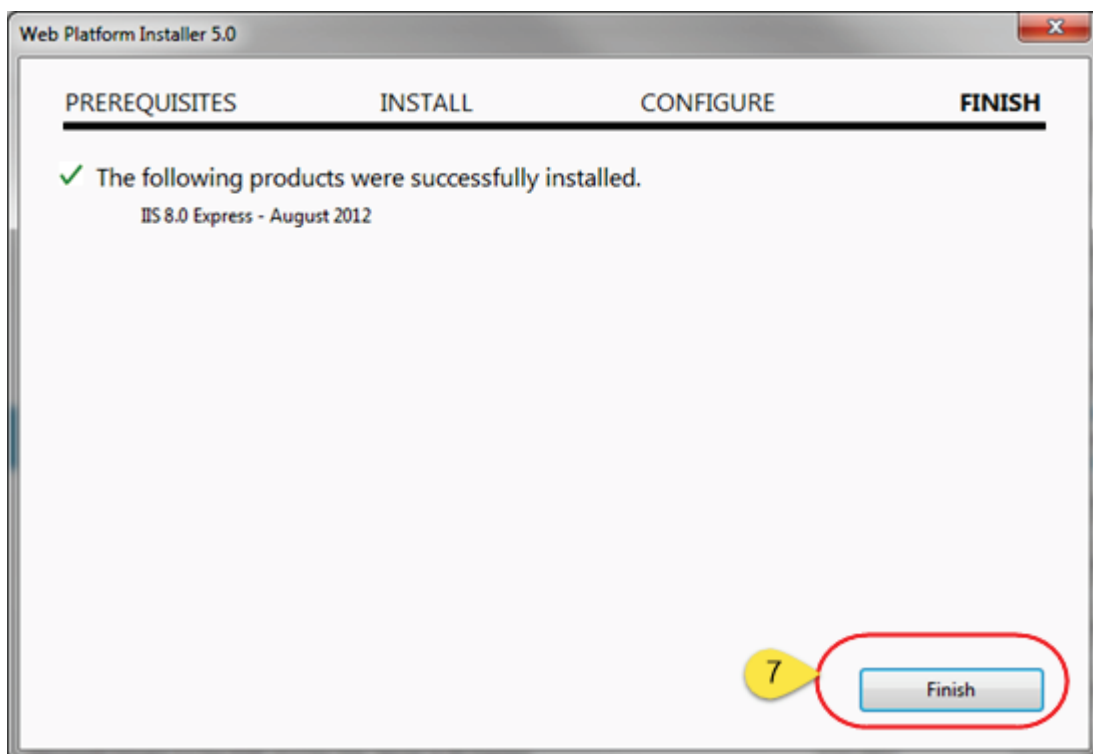 Web Platform Installer 5.0
PREREQUISITES INSTALL CONFIGURE FINISH
The following products were successfully installed.
IIS 8.0 Express - August 2012
7
Finish